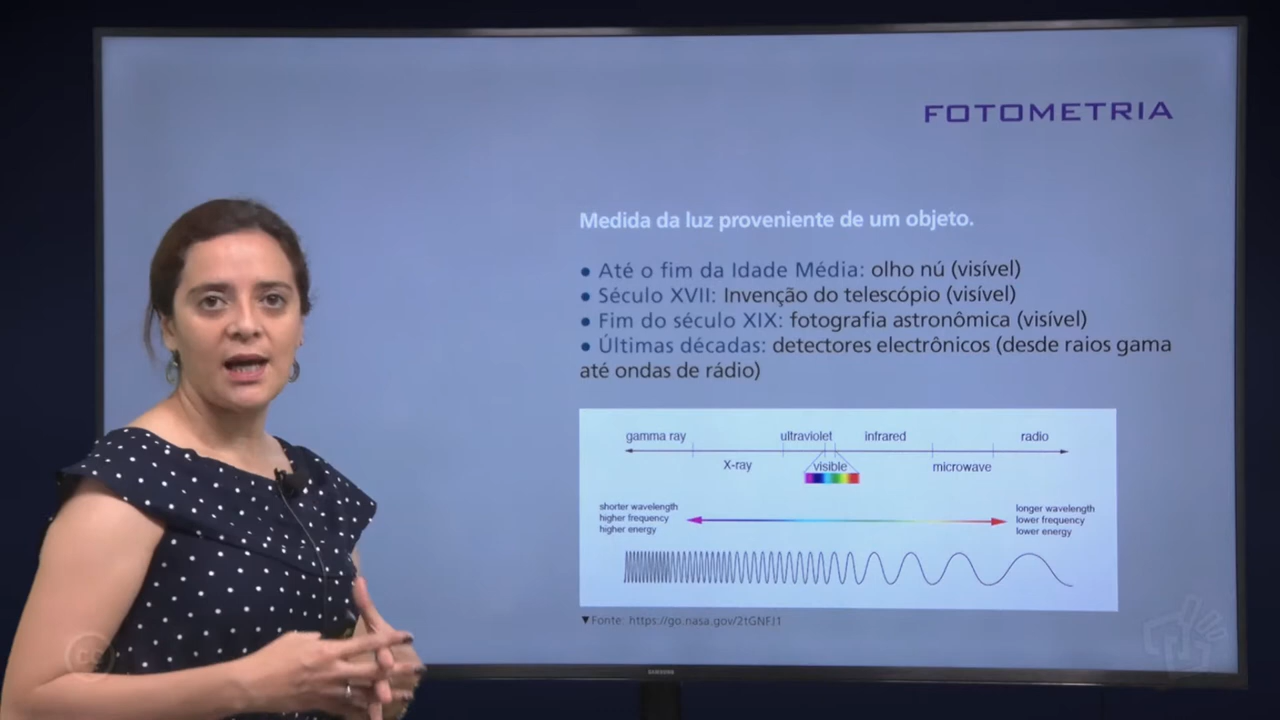 FOTOMETRIA
Medida da luz proveniente de um objeto.
• Até o fim da Idade Média: olho nú (visível)
• Século XVII: Invenção do telescópio (visível)
• Fim do século XIX: fotografia astronômica (visível)
• Últimas décadas: detectores electrônicos (desde raios gama
até ondas de rádio)
gamma ray ultraviolet infrared radio
X-ray visible microwave
shorter wavelength
higher frequency
higher energy
longer wavelength
lower frequency
lower energy
▼Fonte: https://go.nasa.gov/2tGNFJ1
SAMSUNG